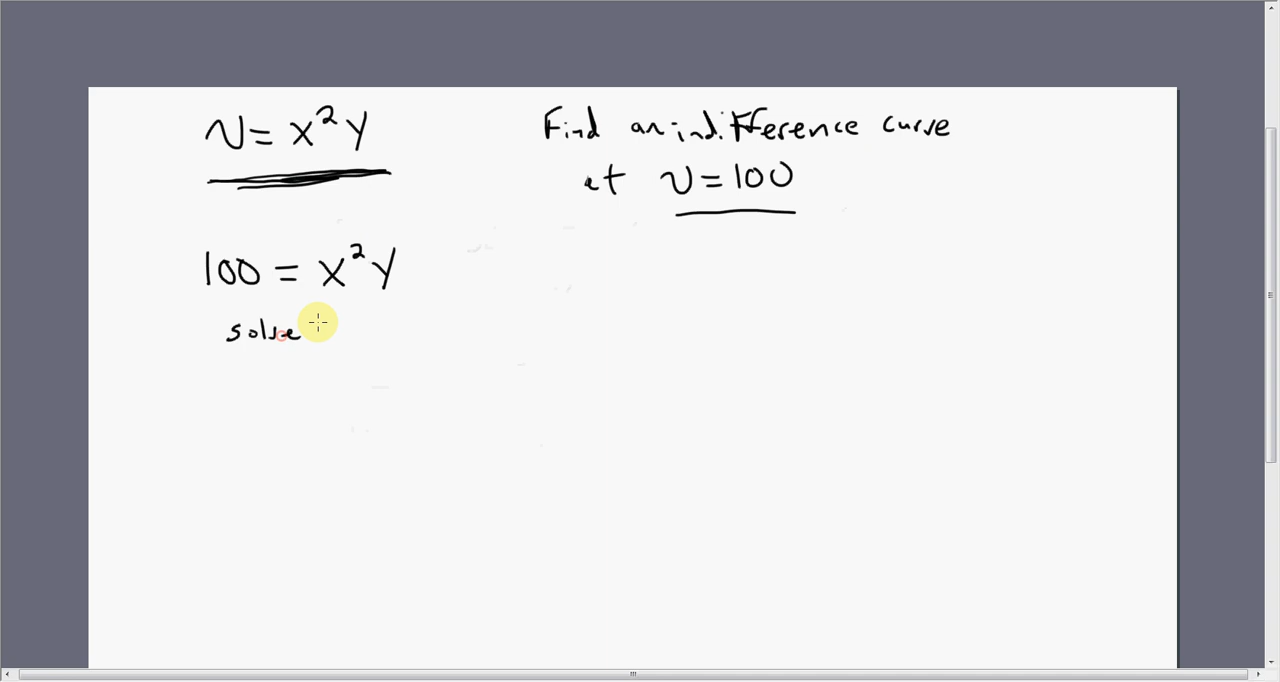 U = X²Y
Find an indifference curve
at U = 100
100 = X²Y
solve